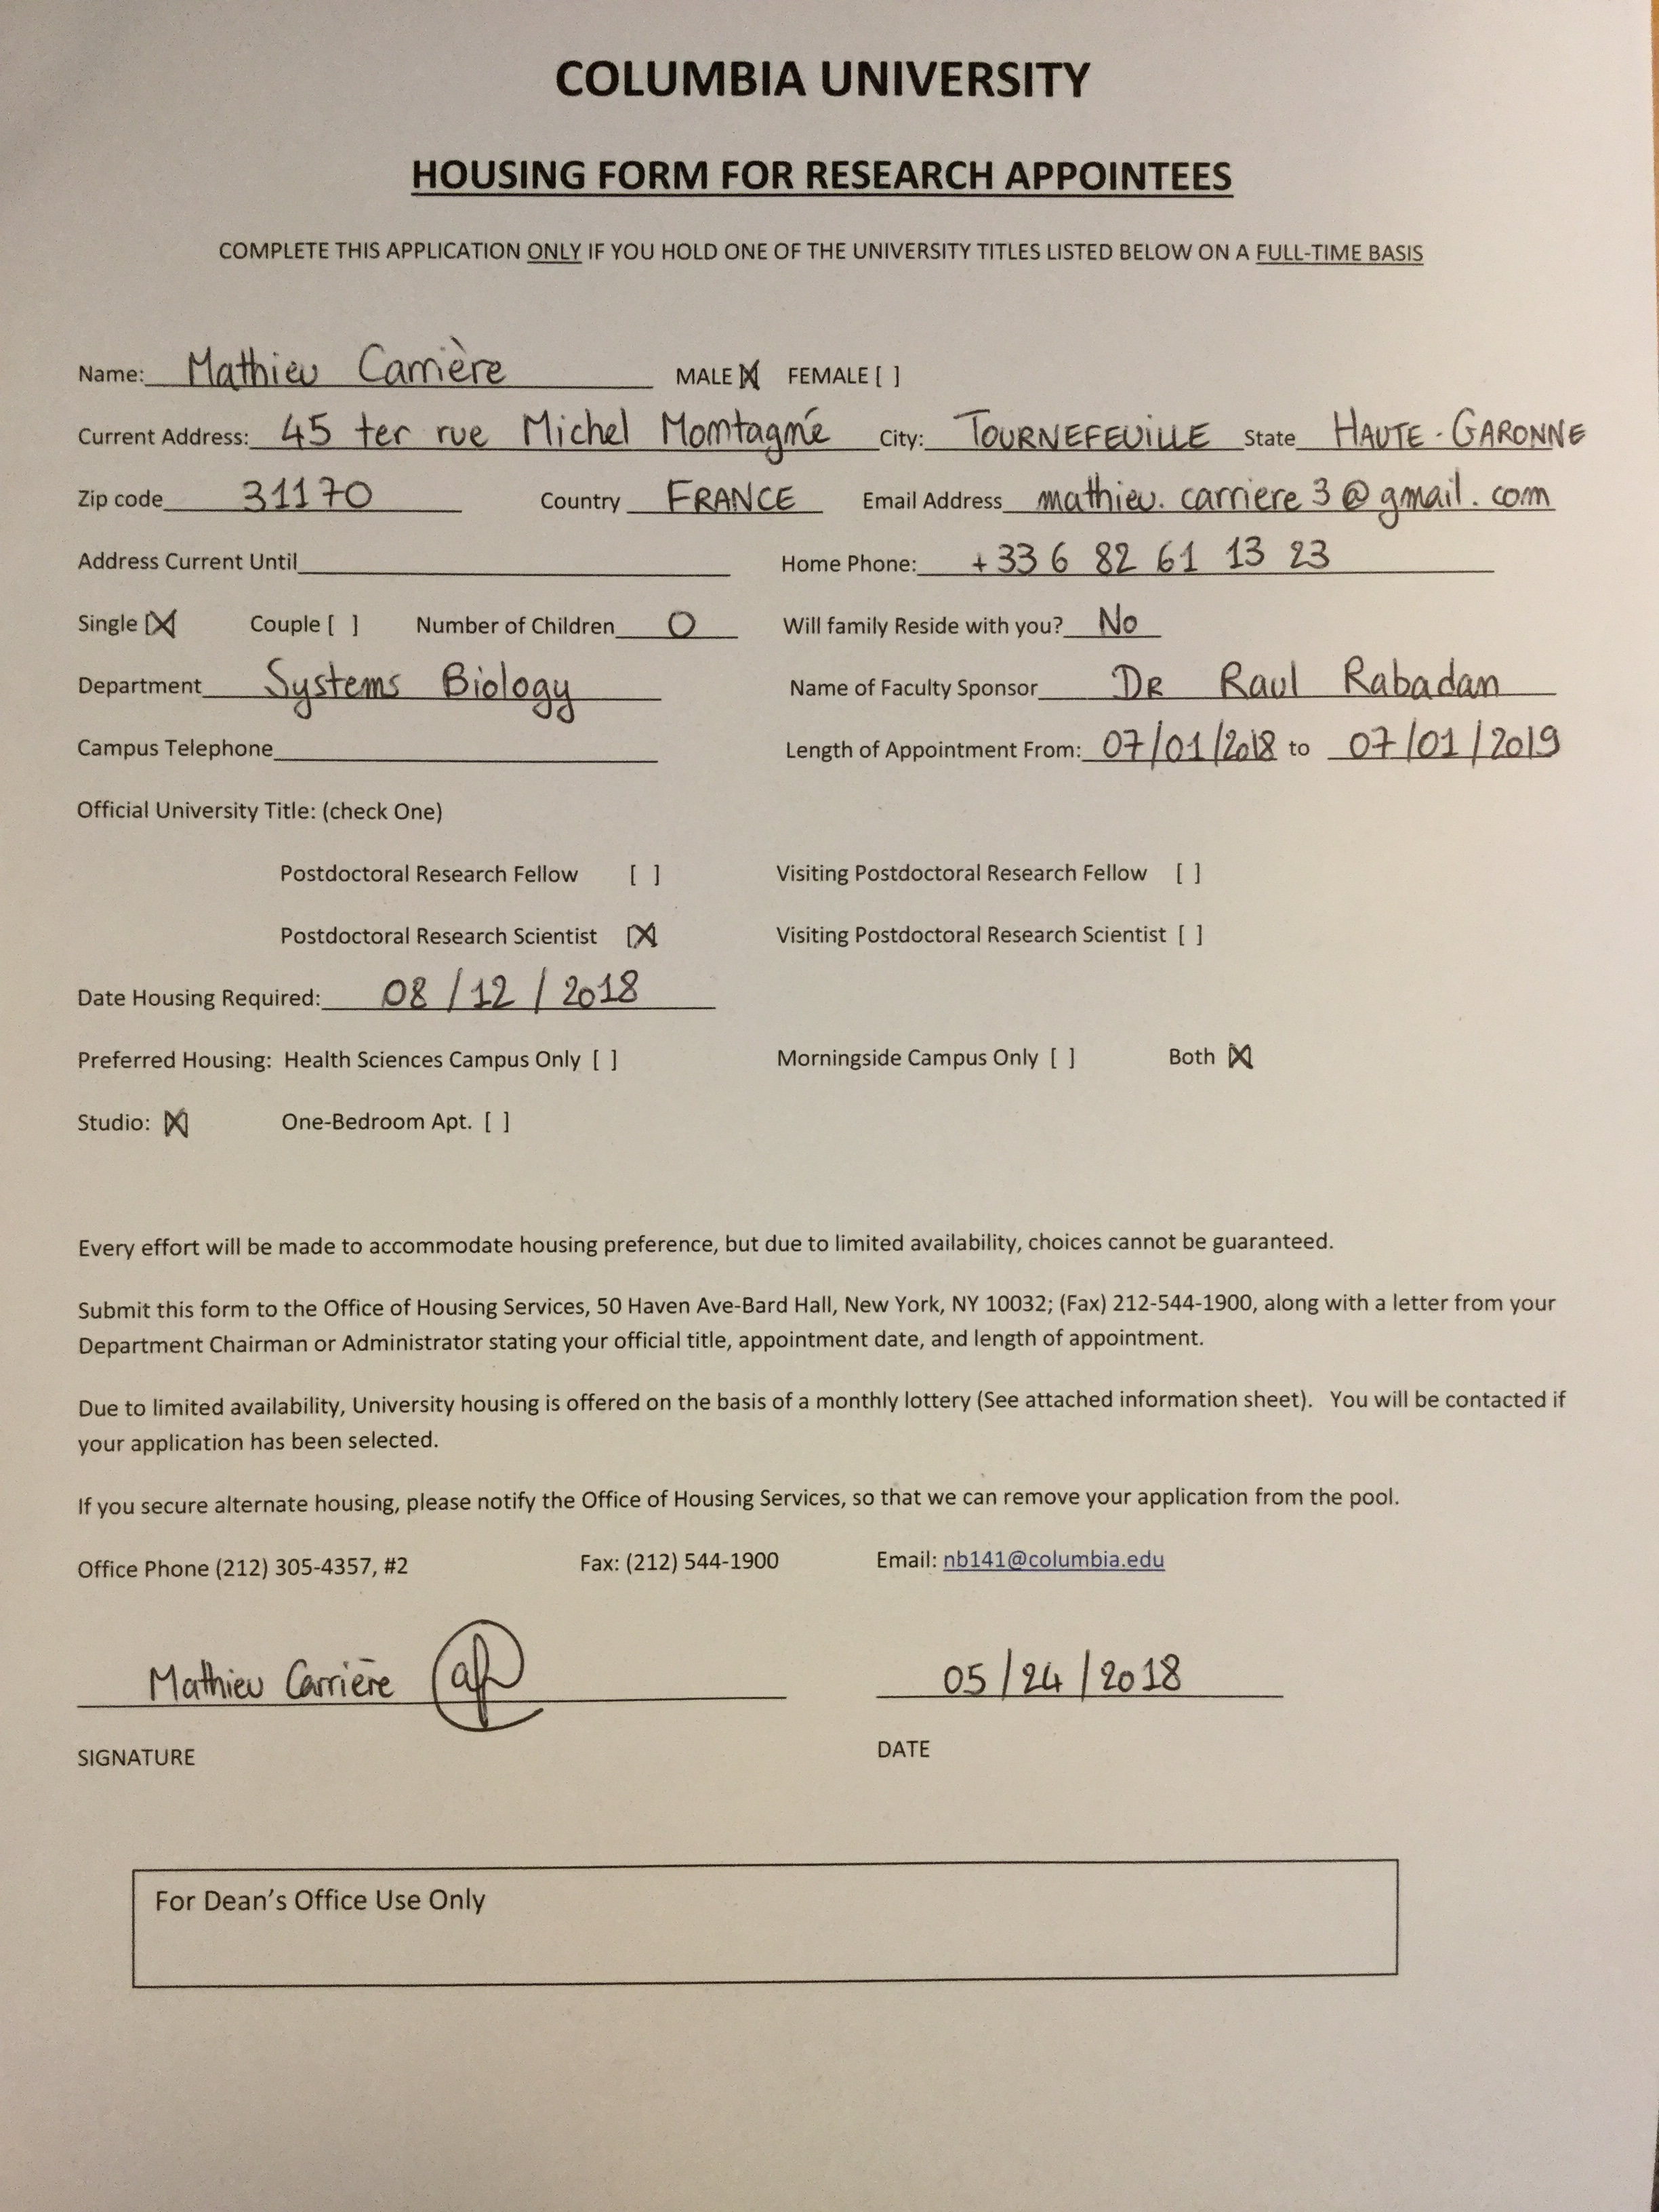 COLUMBIA UNIVERSITY
HOUSING FORM FOR RESEARCH APPOINTEES
COMPLETE THIS APPLICATION ONLY IF YOU HOLD ONE OF THE UNIVERSITY TITLES LISTED BELOW ON A FULL-TIME BASIS
Name: Mathieu Carrière MALE [X] FEMALE [ ]
Current Address: 45 ter rue Michel Montagné City: TOURNEFEUILLE State HAUTE-GARONNE
Zip code 31170 Country FRANCE Email Address mathieu.carriere3@gmail.com
Address Current Until Home Phone: +33 6 82 61 13 23
Single [X] Couple [ ] Number of Children 0 Will family Reside with you? No
Department Systems Biology Name of Faculty Sponsor DR Raul Rabadan
Campus Telephone Length of Appointment From: 07/01/2018 to 07/01/2019
Official University Title: (check One)
Postdoctoral Research Fellow [ ] Visiting Postdoctoral Research Fellow [ ]
Postdoctoral Research Scientist [X] Visiting Postdoctoral Research Scientist [ ]
Date Housing Required: 08/12/2018
Preferred Housing: Health Sciences Campus Only [ ] Morningside Campus Only [ ] Both [X]
Studio: [X] One-Bedroom Apt. [ ]
Every effort will be made to accommodate housing preference, but due to limited availability, choices cannot be guaranteed.
Submit this form to the Office of Housing Services, 50 Haven Ave-Bard Hall, New York, NY 10032; (Fax) 212-544-1900, along with a letter from your
Department Chairman or Administrator stating your official title, appointment date, and length of appointment.
Due to limited availability, University housing is offered on the basis of a monthly lottery (See attached information sheet). You will be contacted if
your application has been selected.
If you secure alternate housing, please notify the Office of Housing Services, so that we can remove your application from the pool.
Office Phone (212) 305-4357, #2 Fax: (212) 544-1900 Email: nb141@columbia.edu
Mathieu Carrière 05/24/2018
SIGNATURE DATE
For Dean's Office Use Only